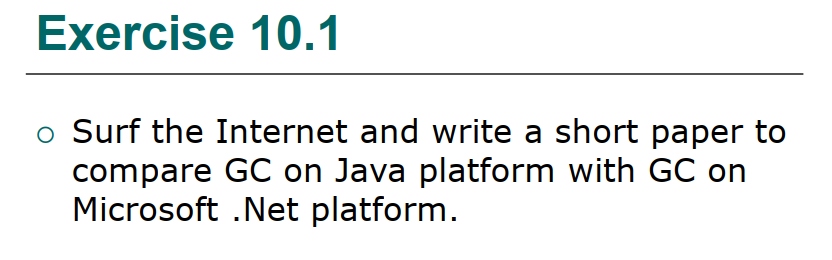 Exercise 10.1
Surf the Internet and write a short paper to
compare GC on Java platform with GC on
Microsoft .Net platform.